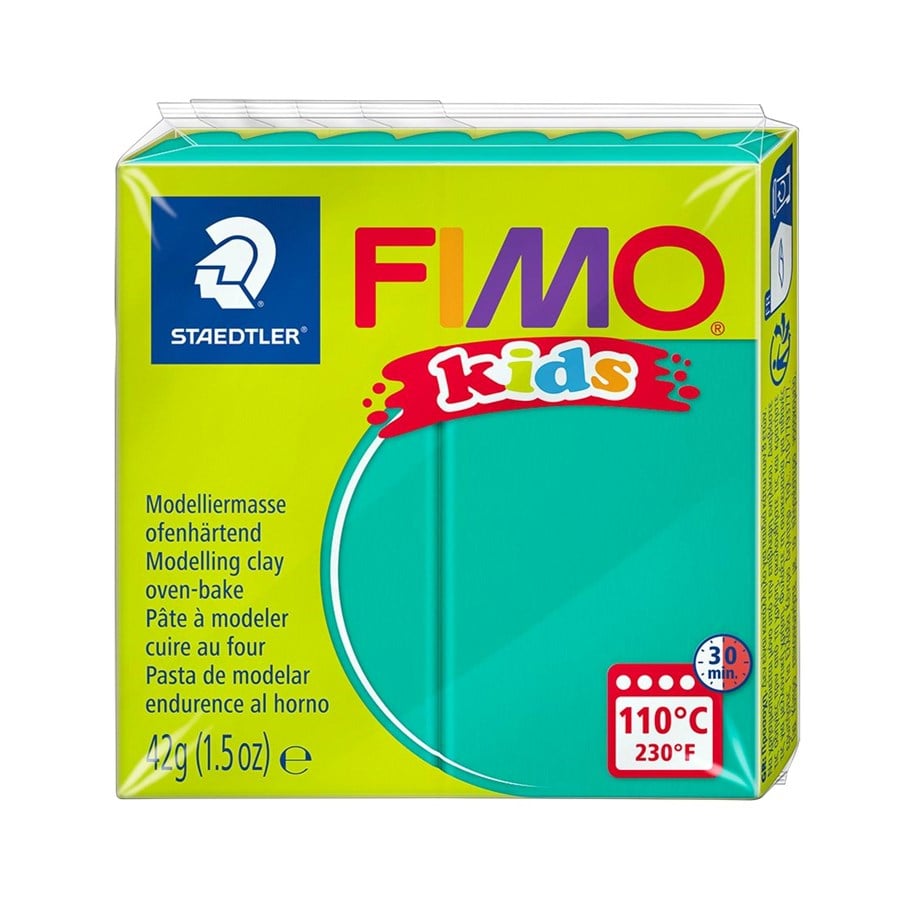 STAEDTLER®
FIMO®
kids
Modelliermasse
ofenhärtend
Modelling clay
oven-bake
Pâte à modeler
cuire au four
Pasta de modelar
endurence al horno
42g (1.5 oz) ℮
30
min.
110°C
230°F